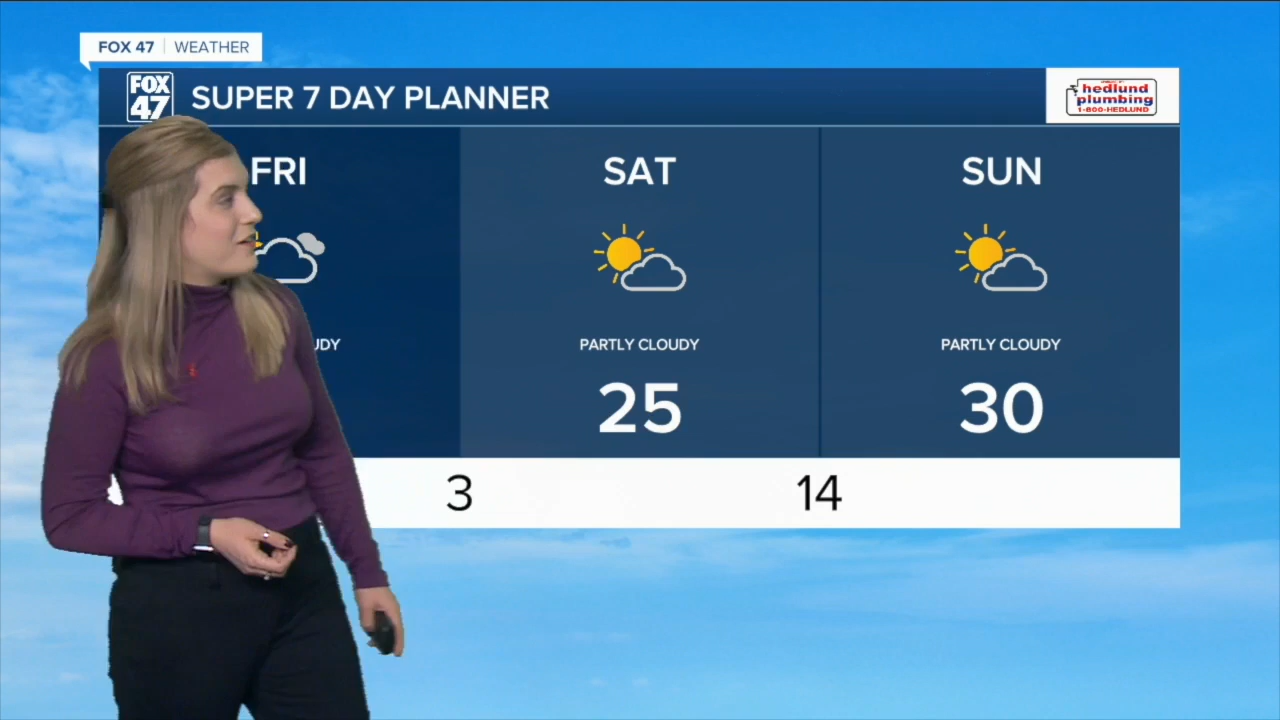 FOX 47 | WEATHER
FOX
47
SUPER 7 DAY PLANNER
hedlund
plumbing
1-800-HEDLUND
FRI
SAT
SUN
UDY
PARTLY CLOUDY
PARTLY CLOUDY
25
30
3
14